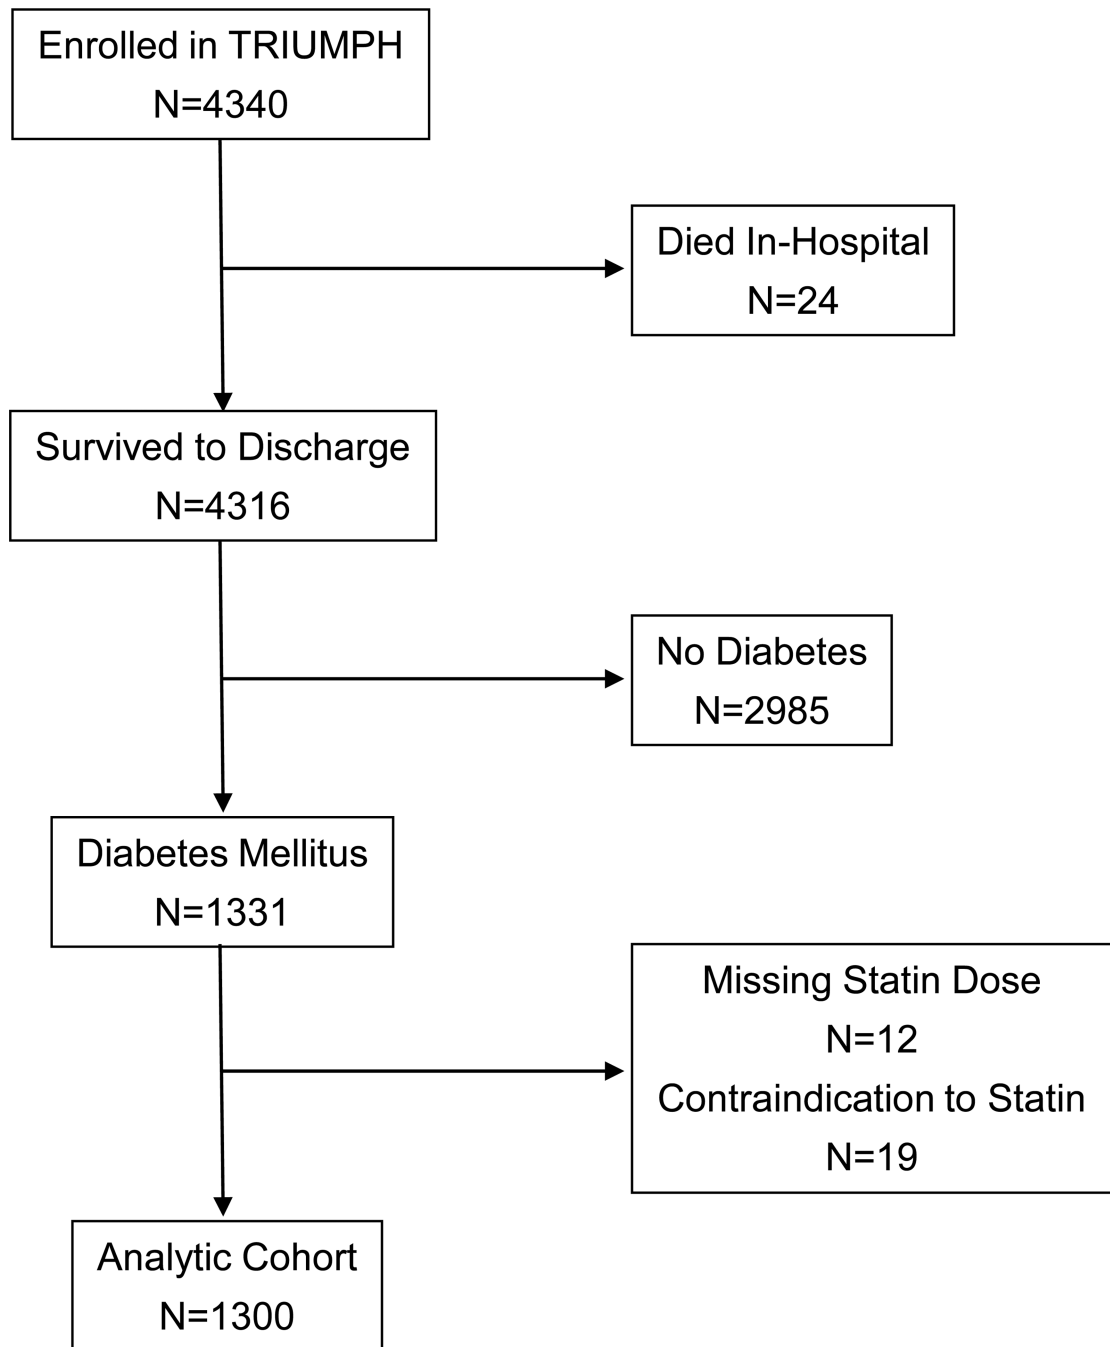 Enrolled in TRIUMPH
N=4340
Died In-Hospital
N=24
Survived to Discharge
N=4316
No Diabetes
N=2985
Diabetes Mellitus
N=1331
Missing Statin Dose
N=12
Contraindication to Statin
N=19
Analytic Cohort
N=1300